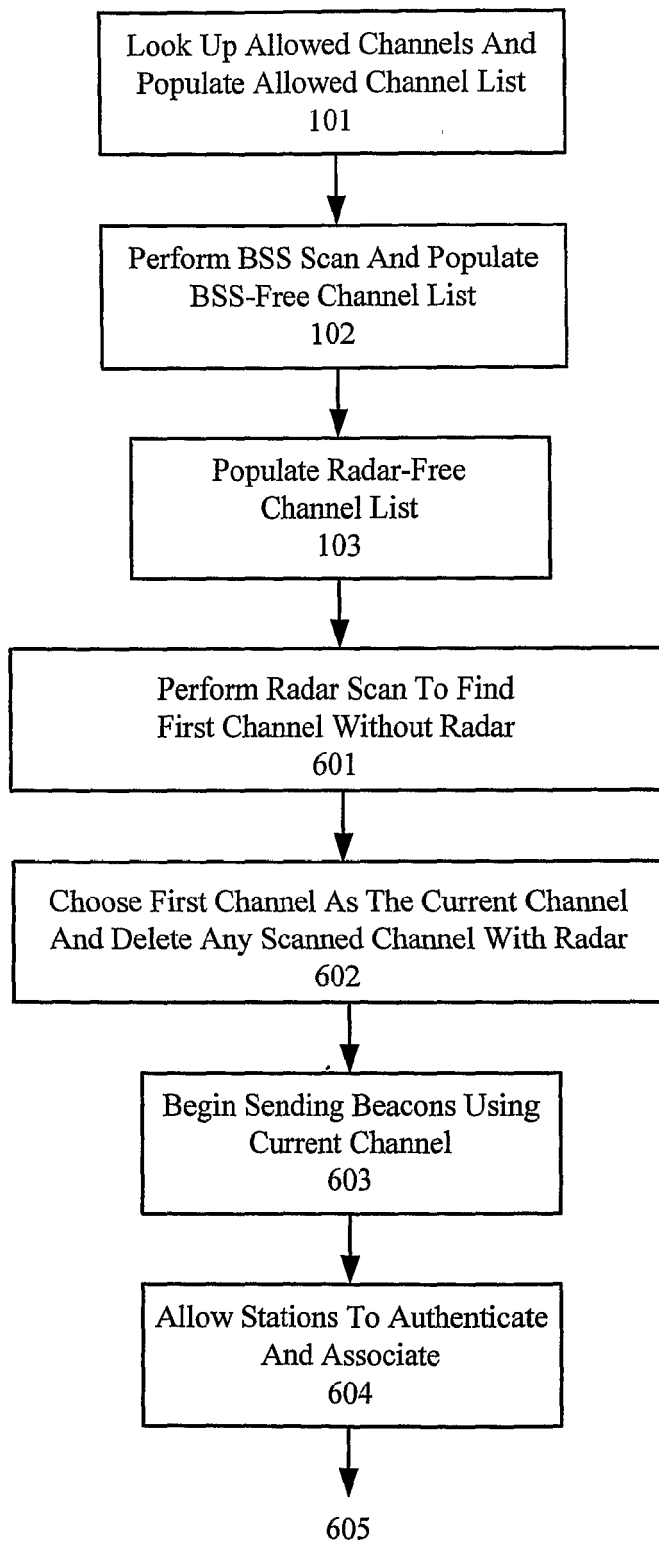 Look Up Allowed Channels And
Populate Allowed Channel List
101
Perform BSS Scan And Populate
BSS-Free Channel List
102
Populate Radar-Free
Channel List
103
Perform Radar Scan To Find
First Channel Without Radar
601
Choose First Channel As The Current Channel
And Delete Any Scanned Channel With Radar
602
Begin Sending Beacons Using
Current Channel
603
Allow Stations To Authenticate
And Associate
604
605